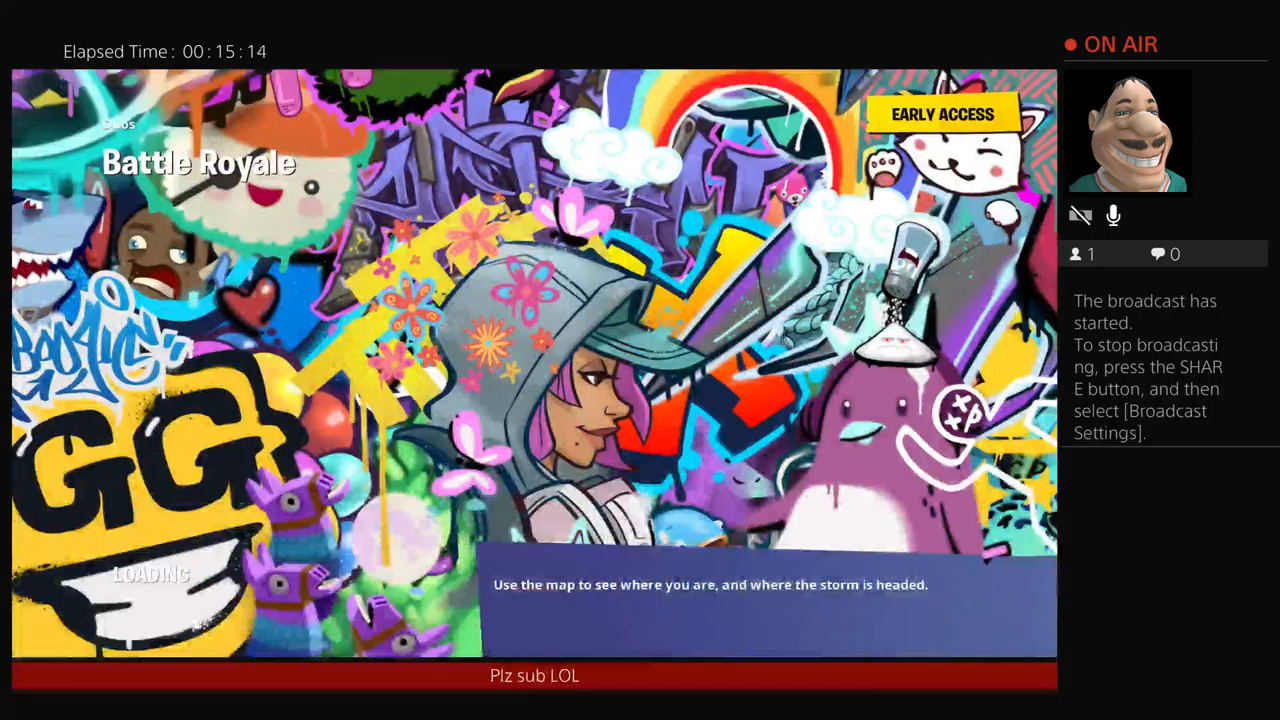 Elapsed Time: 00:15:14
ON AIR
Duos
Battle Royale
EARLY ACCESS
1
0
The broadcast has
started.
To stop broadcasti
ng, press the SHAR
E button, and then
select [Broadcast
Settings].
GG
LOADING
Use the map to see where you are, and where the storm is headed.
Plz sub LOL